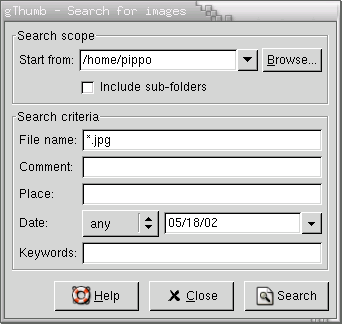 gThumb - Search for images
Search scope
Start from: /home/pippo Browse...
Include sub-folders
Search criteria
File name: *.jpg
Comment:
Place:
Date: any 05/18/02
Keywords:
Help Close Search